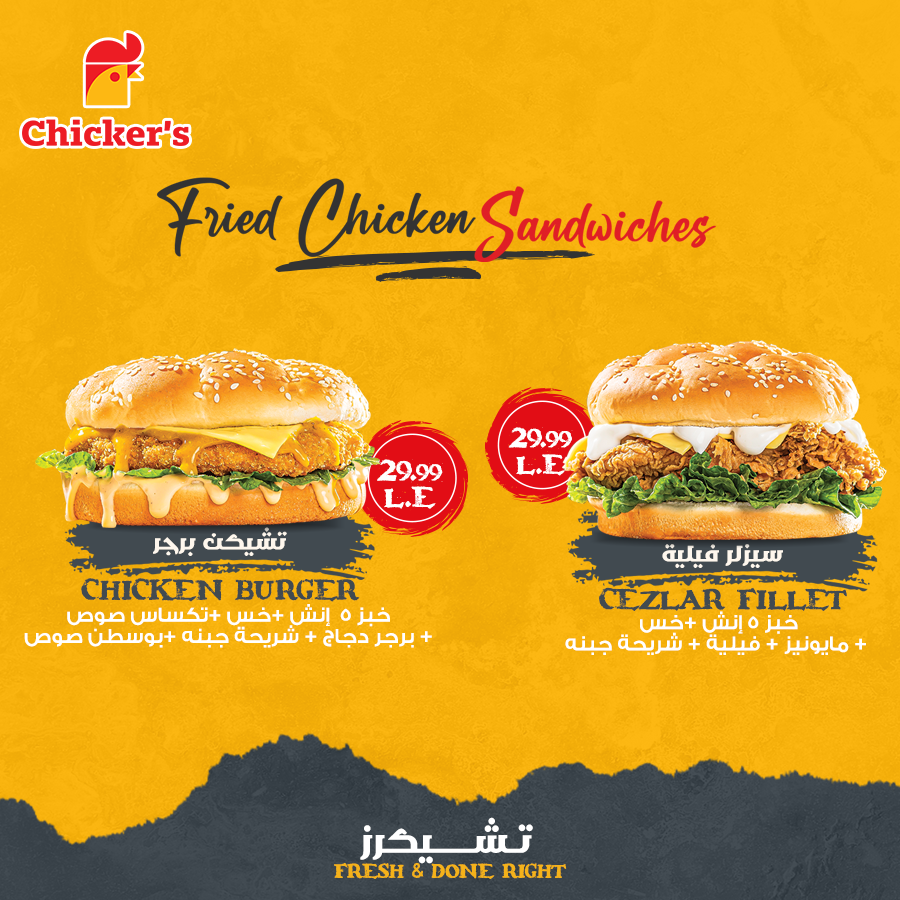 Chicker's
Fried Chicken Sandwiches
29.99
L.E
تشيكن برجر
CHICKEN BURGER
خبز ٥ إنش +خس +تكساس صوص
+ برجر دجاج + شريحة جبنه +بوسطن صوص
29.99
L.E
سيزلر فيلية
CEZLAR FILLET
خبز ٥ إنش +خس
+ مايونيز + فيلية + شريحة جبنه
تشيكرز
FRESH & DONE RIGHT